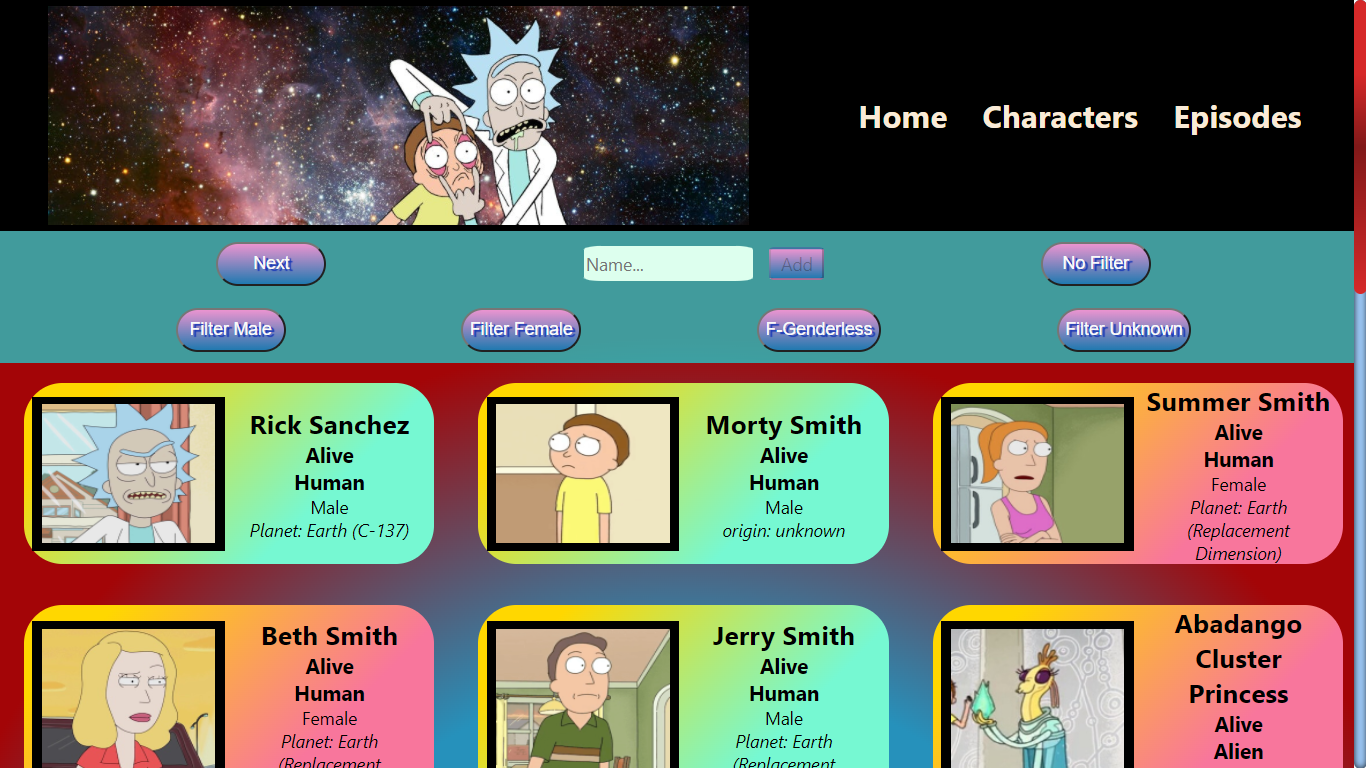 Home Characters Episodes
Next Name... Add No Filter
Filter Male Filter Female F-Genderless Filter Unknown
Rick Sanchez
Alive
Human
Male
Planet: Earth (C-137)
Morty Smith
Alive
Human
Male
origin: unknown
Summer Smith
Alive
Human
Female
Planet: Earth
(Replacement
Dimension)
Beth Smith
Alive
Human
Female
Planet: Earth
(Replacement
Jerry Smith
Alive
Human
Male
Planet: Earth
(Replacement
Abadango
Cluster
Princess
Alive
Alien